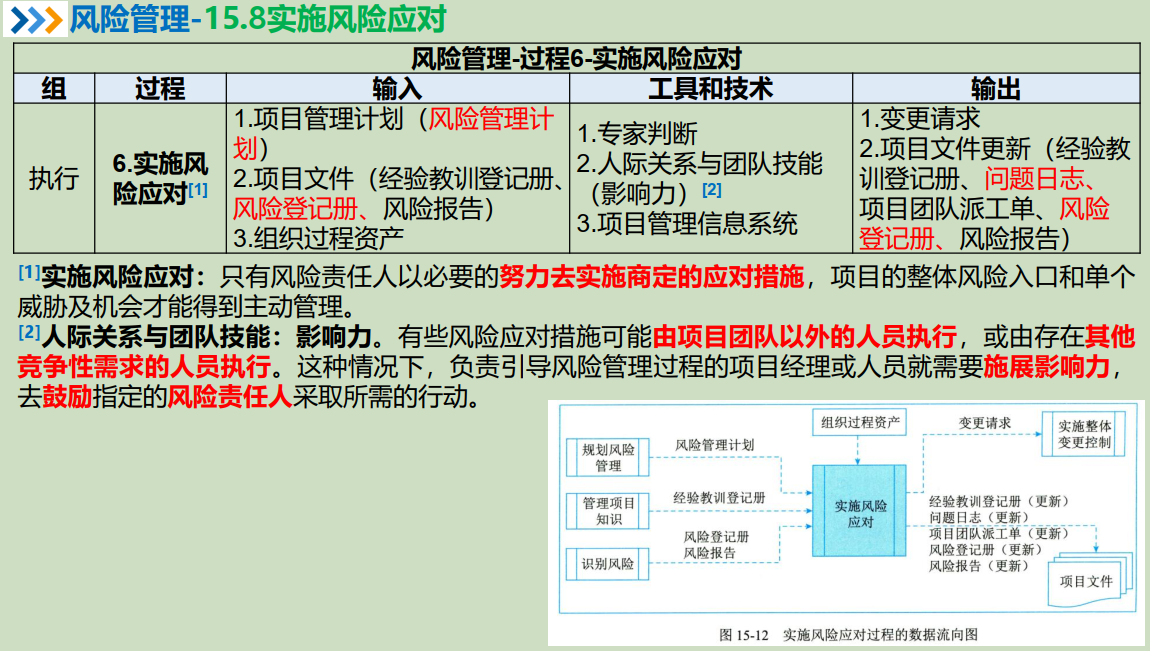 风险管理-15.8实施风险应对
风险管理-过程6-实施风险应对
组
过程
输入
工具和技术
输出
执行
6.实施风
险应对[1]
1.项目管理计划（风险管理计
划）
2.项目文件（经验教训登记册、
风险登记册、风险报告）
3.组织过程资产
1.专家判断
2.人际关系与团队技能
（影响力）[2]
3.项目管理信息系统
1.变更请求
2.项目文件更新（经验教
训登记册、问题日志、
项目团队派工单、风险
登记册、风险报告）
[1]实施风险应对：只有风险责任人以必要的努力去实施商定的应对措施，项目的整体风险入口和单个
威胁及机会才能得到主动管理。
[2]人际关系与团队技能：影响力。有些风险应对措施可能由项目团队以外的人员执行，或由存在其他
竞争性需求的人员执行。这种情况下，负责引导风险管理过程的项目经理或人员就需要施展影响力，
去鼓励指定的风险责任人采取所需的行动。
规划风险
管理
风险管理计划
管理项目
知识
经验教训登记册
识别风险
风险登记册
风险报告
组织过程资产
实施风险
应对
变更请求
实施整体
变更控制
经验教训登记册（更新）
问题日志（更新）
项目团队派工单（更新）
风险登记册（更新）
风险报告（更新）
项目文件
图 15-12 实施风险应对过程的数据流向图